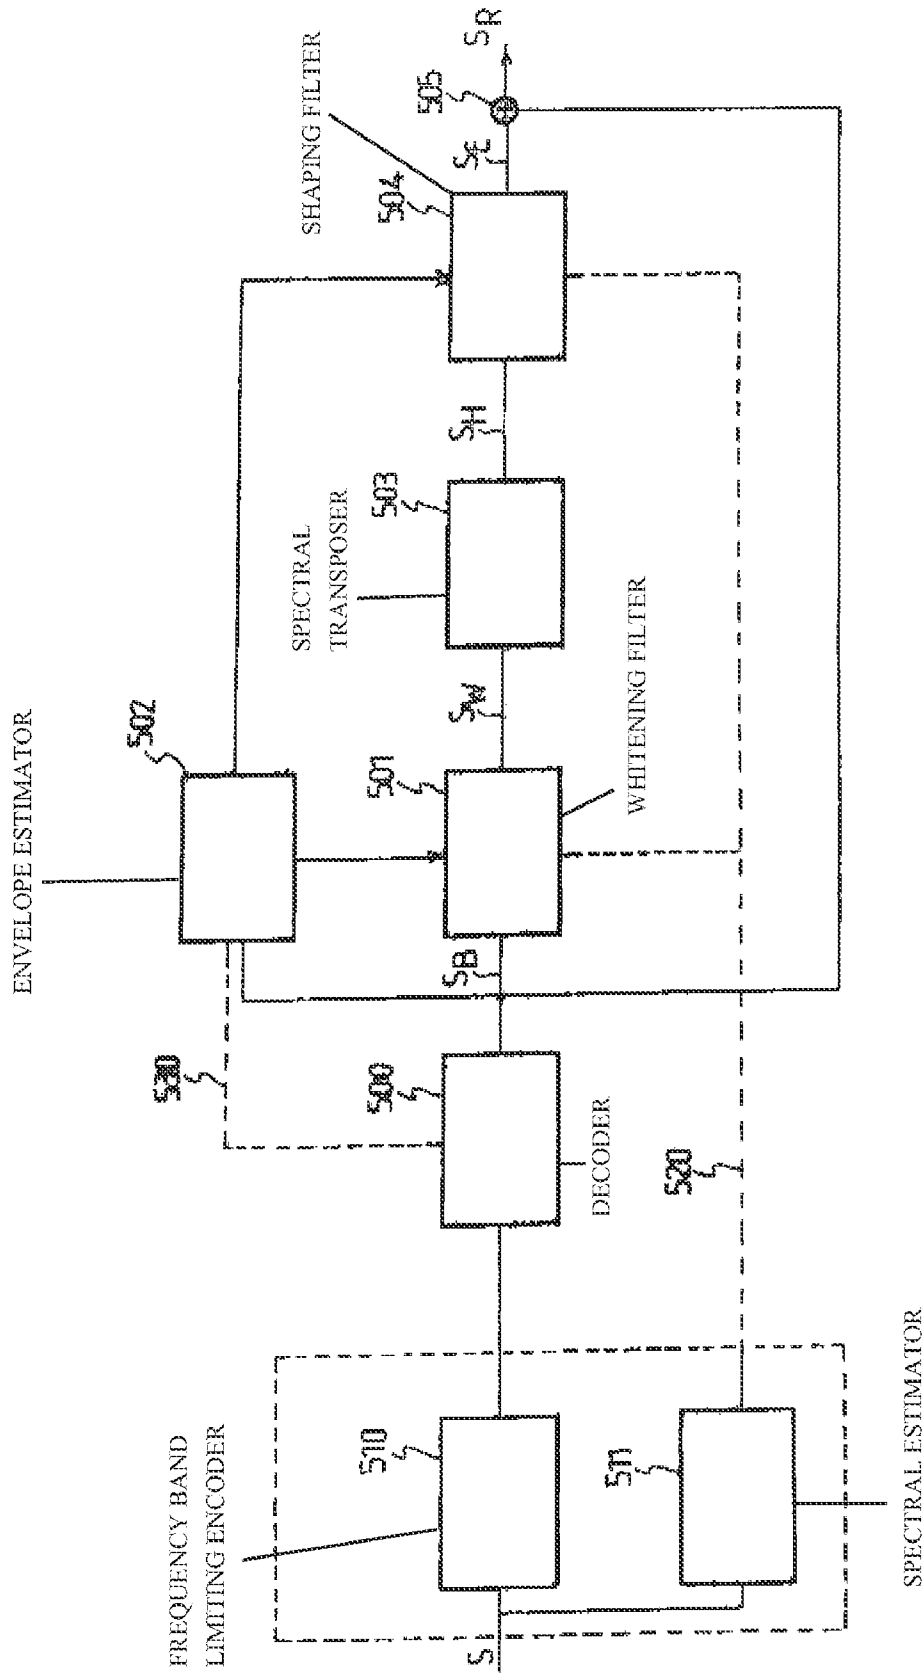 FREQUENCY BAND
LIMITING ENCODER
510
S
511
SPECTRAL ESTIMATOR
DECODER
500
520
530
ENVELOPE ESTIMATOR
502
SB
501
WHITENING FILTER
SW
SPECTRAL
TRANSPOSER
503
SH
SHAPING FILTER
504
SE
505
SR